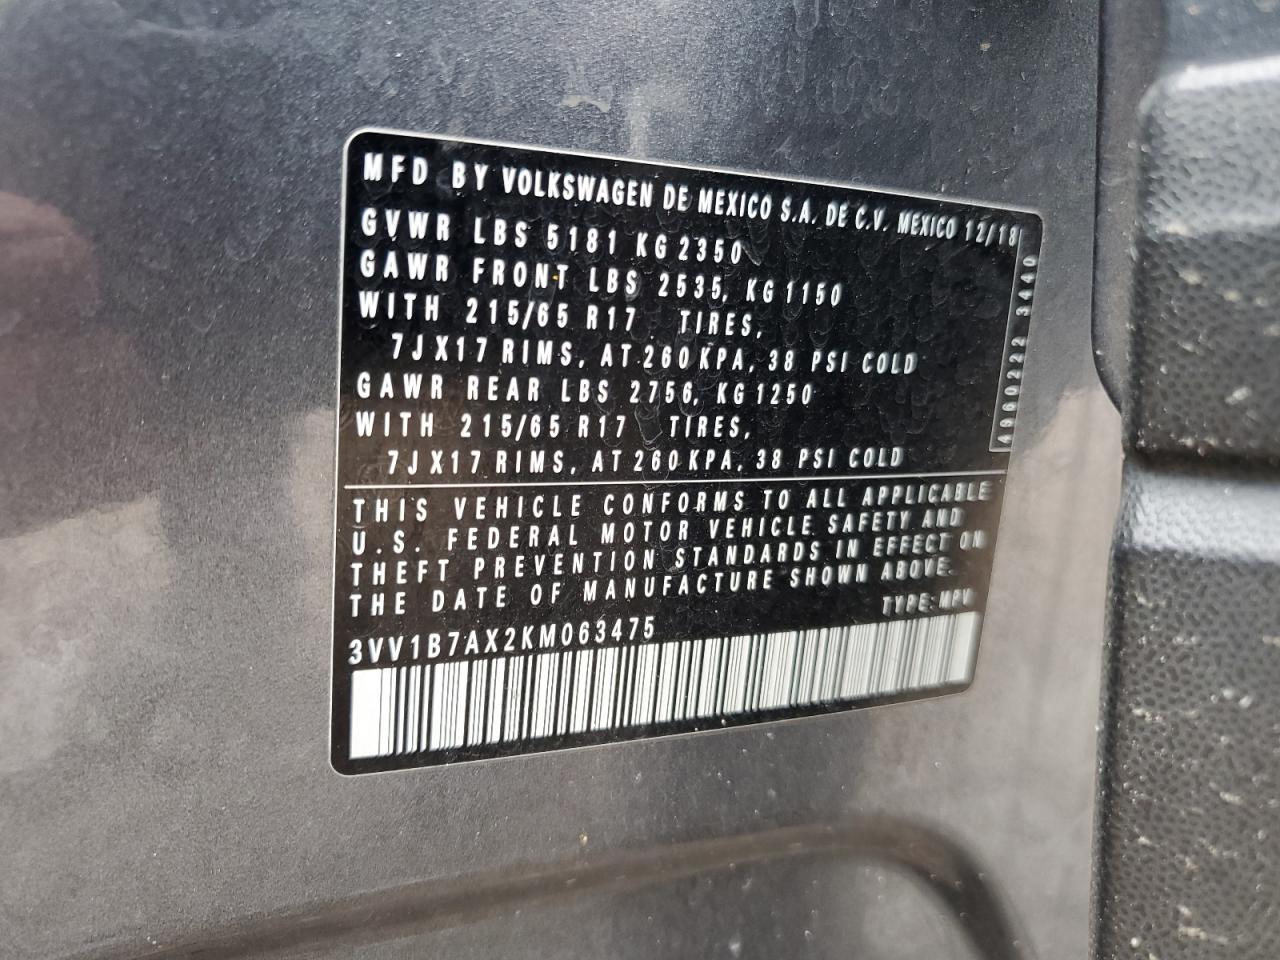 MFD BY VOLKSWAGEN DE MEXICO S.A. DE C.V. MEXICO 12/18
GVWR LBS 5181 KG 2350
GAWR FRONT LBS 2535, KG 1150
WITH 215/65 R17 TIRES,
7JX17 RIMS, AT 260 KPA, 38 PSI COLD
GAWR REAR LBS 2756, KG 1250
WITH 215/65 R17 TIRES,
7JX17 RIMS, AT 260 KPA, 38 PSI COLD
THIS VEHICLE CONFORMS TO ALL APPLICABLE
U.S. FEDERAL MOTOR VEHICLE SAFETY AND
THEFT PREVENTION STANDARDS IN EFFECT ON
THE DATE OF MANUFACTURE SHOWN ABOVE.
TYPE: MPV
3VV1B7AX2KM063475